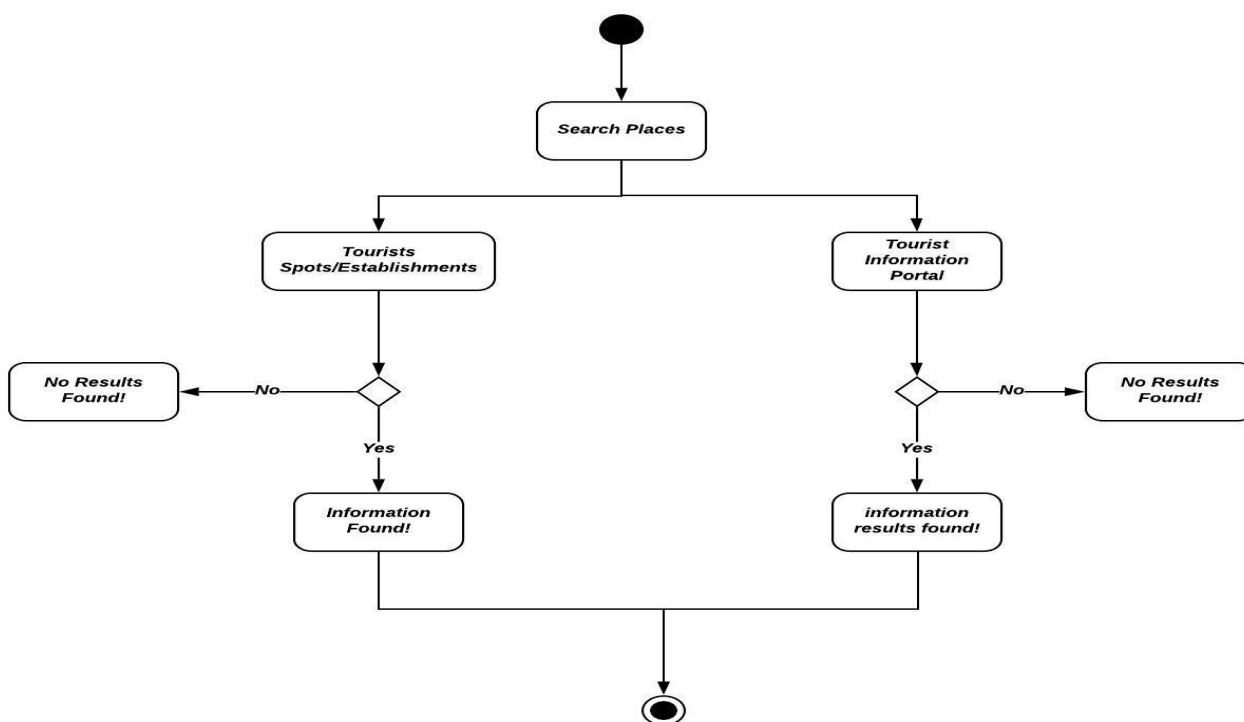 Search Places
Tourists
Spots/Establishments
Tourist
Information
Portal
No Results
Found!
No
No
No Results
Found!
Yes
Yes
Information
Found!
information
results found!